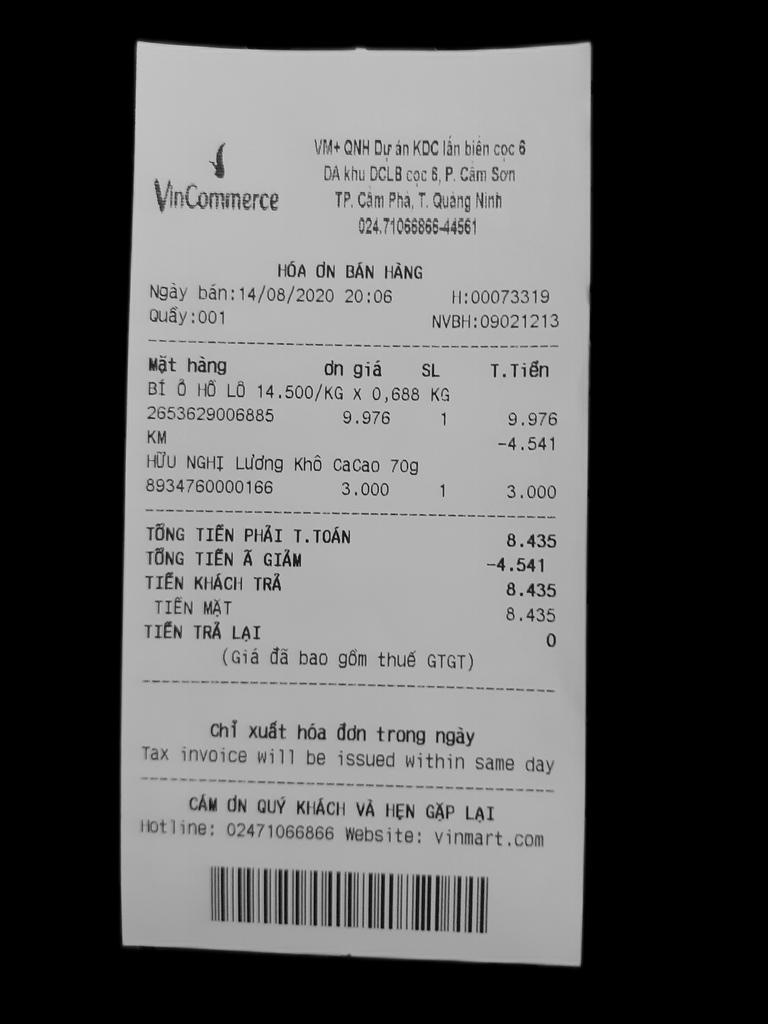 VinCommerce
VM+ QNH Dự án KDC lấn biên cọc 6
DA khu DCLB cọc 6, P. Cẩm Sơn
TP. Cẩm Phả, T. Quảng Ninh
024.71066866-44561
HÓA ƠN BÁN HÀNG
Ngày bán:14/08/2020 20:06 H:00073319
Quầy:001 NVBH:09021213
Mặt hàng ơn giá SL T.Tiền
BÍ Ô HỒ LÔ 14.500/KG X 0,688 KG
2653629006885 9.976 1 9.976
KM -4.541
HỮU NGHỊ Lương Khô CaCao 70g
8934760000166 3.000 1 3.000
TỔNG TIỀN PHẢI T.TOÁN 8.435
TỔNG TIỀN Ã GIẢM -4.541
TIỀN KHÁCH TRẢ 8.435
TIỀN MẶT 8.435
TIỀN TRẢ LẠI 0
(Giá đã bao gồm thuế GTGT)
Chỉ xuất hóa đơn trong ngày
Tax invoice will be issued within same day
CẢM ƠN QUÝ KHÁCH VÀ HẸN GẶP LẠI
Hotline: 02471066866 Website: vinmart.com